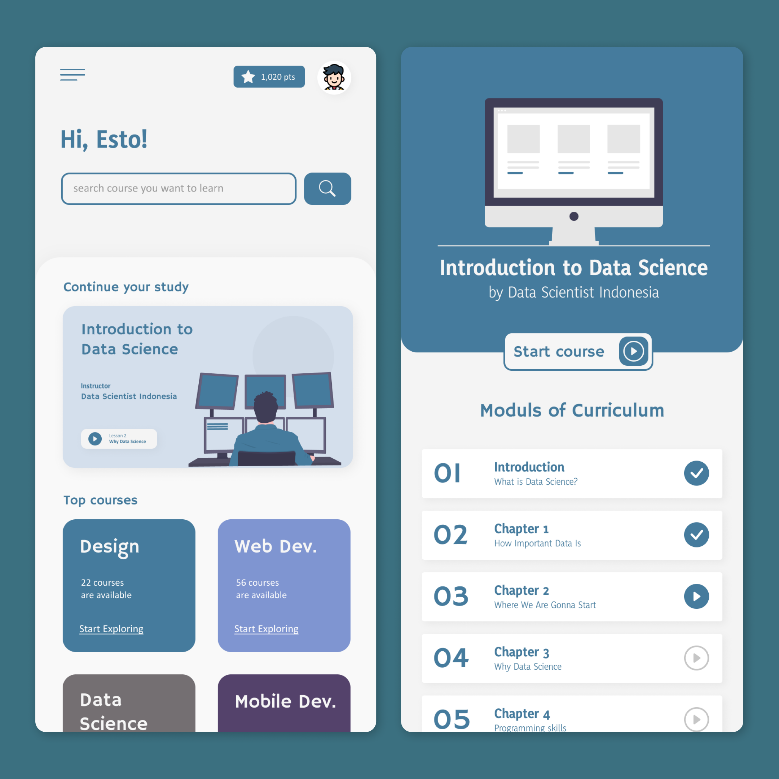 1,020 pts
Hi, Esto!
search course you want to learn
Continue your study
Introduction to
Data Science
Instructor
Data Scientist Indonesia
Lesson 2
Why Data Science
Top courses
Design
22 courses
are available
Start Exploring
Web Dev.
56 courses
are available
Start Exploring
Data
Science
Mobile Dev.
Introduction to Data Science
by Data Scientist Indonesia
Start course
Moduls of Curriculum
01
Introduction
What is Data Science?
02
Chapter 1
How Important Data Is
03
Chapter 2
Where We Are Gonna Start
04
Chapter 3
Why Data Science
05
Chapter 4
Programming skills